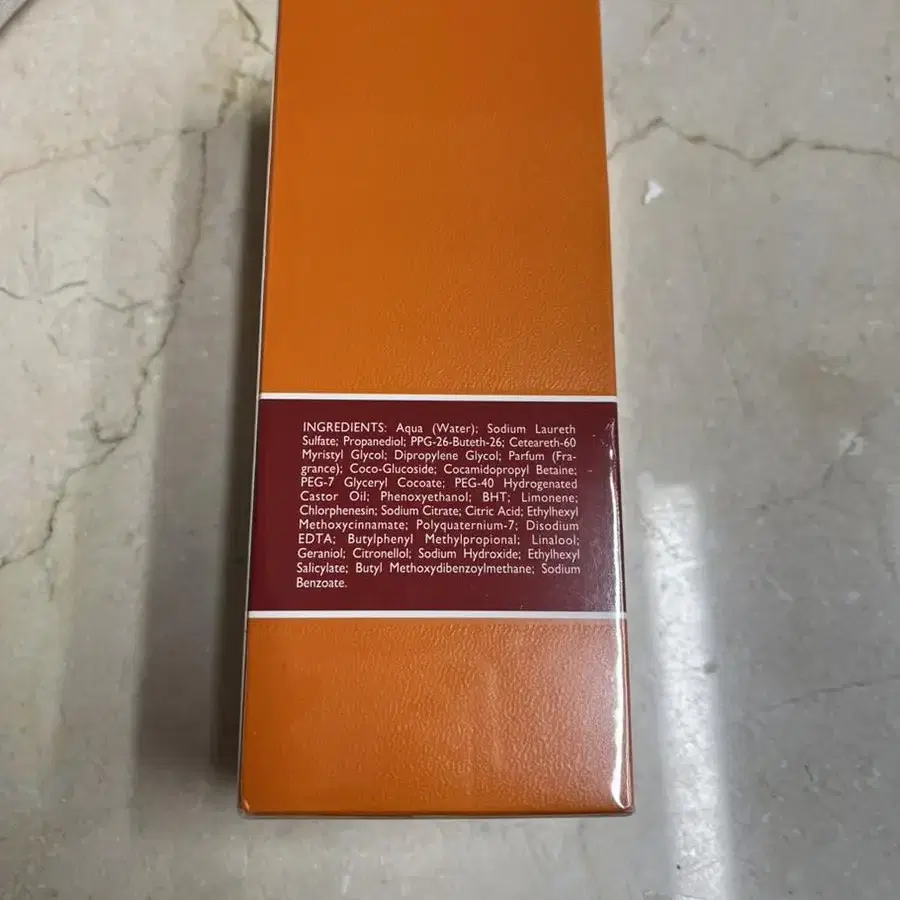 INGREDIENTS: Aqua (Water); Sodium Laureth
Sulfate; Propanediol; PPG-26-Buteth-26; Ceteareth-60
Myristyl Glycol; Dipropylene Glycol; Parfum (Fra-
grance); Coco-Glucoside; Cocamidopropyl Betaine;
PEG-7 Glyceryl Cocoate; PEG-40 Hydrogenated
Castor Oil; Phenoxyethanol; BHT; Limonene;
Chlorphenesin; Sodium Citrate; Citric Acid; Ethylhexyl
Methoxycinnamate; Polyquaternium-7; Disodium
EDTA; Butylphenyl Methylpropional; Linalool;
Geraniol; Citronellol; Sodium Hydroxide; Ethylhexyl
Salicylate; Butyl Methoxydibenzoylmethane; Sodium
Benzoate.